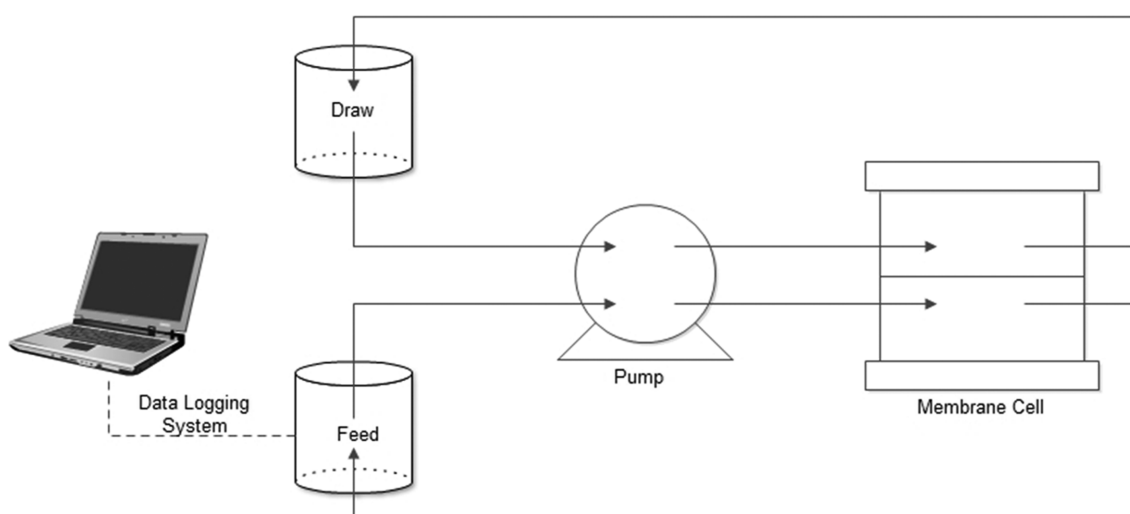 Draw
Pump
Membrane Cell
Data Logging
System
Feed